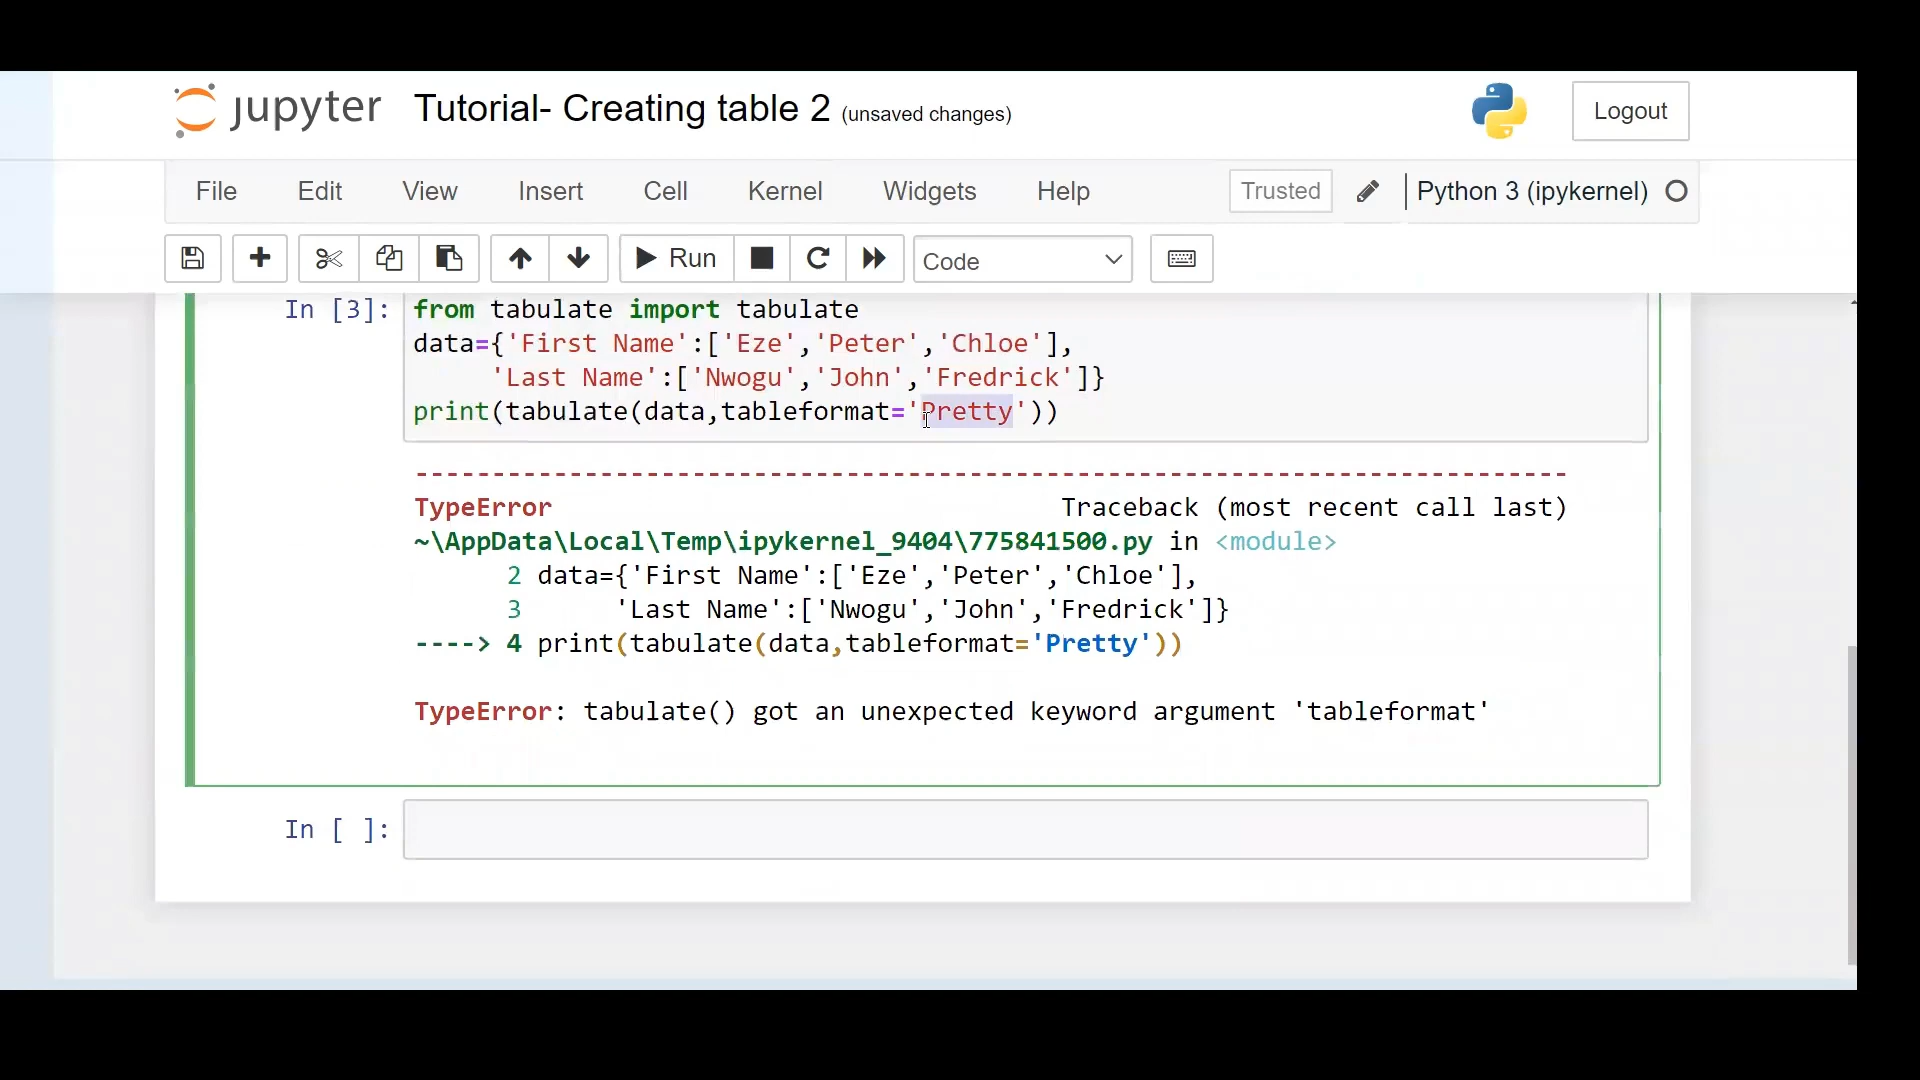 jupyter Tutorial- Creating table 2 (unsaved changes) Logout
File Edit View Insert Cell Kernel Widgets Help Trusted Python 3 (ipykernel)
Run Code
In [3]: from tabulate import tabulate
data={'First Name':['Eze','Peter','Chloe'],
'Last Name':['Nwogu','John','Fredrick']}
print(tabulate(data,tableformat='Pretty'))
---------------------------------------------------------------------------
TypeError Traceback (most recent call last)
~\AppData\Local\Temp\ipykernel_9404\775841500.py in <module>
2 data={'First Name':['Eze','Peter','Chloe'],
3 'Last Name':['Nwogu','John','Fredrick']}
----> 4 print(tabulate(data,tableformat='Pretty'))
TypeError: tabulate() got an unexpected keyword argument 'tableformat'
In [ ]: